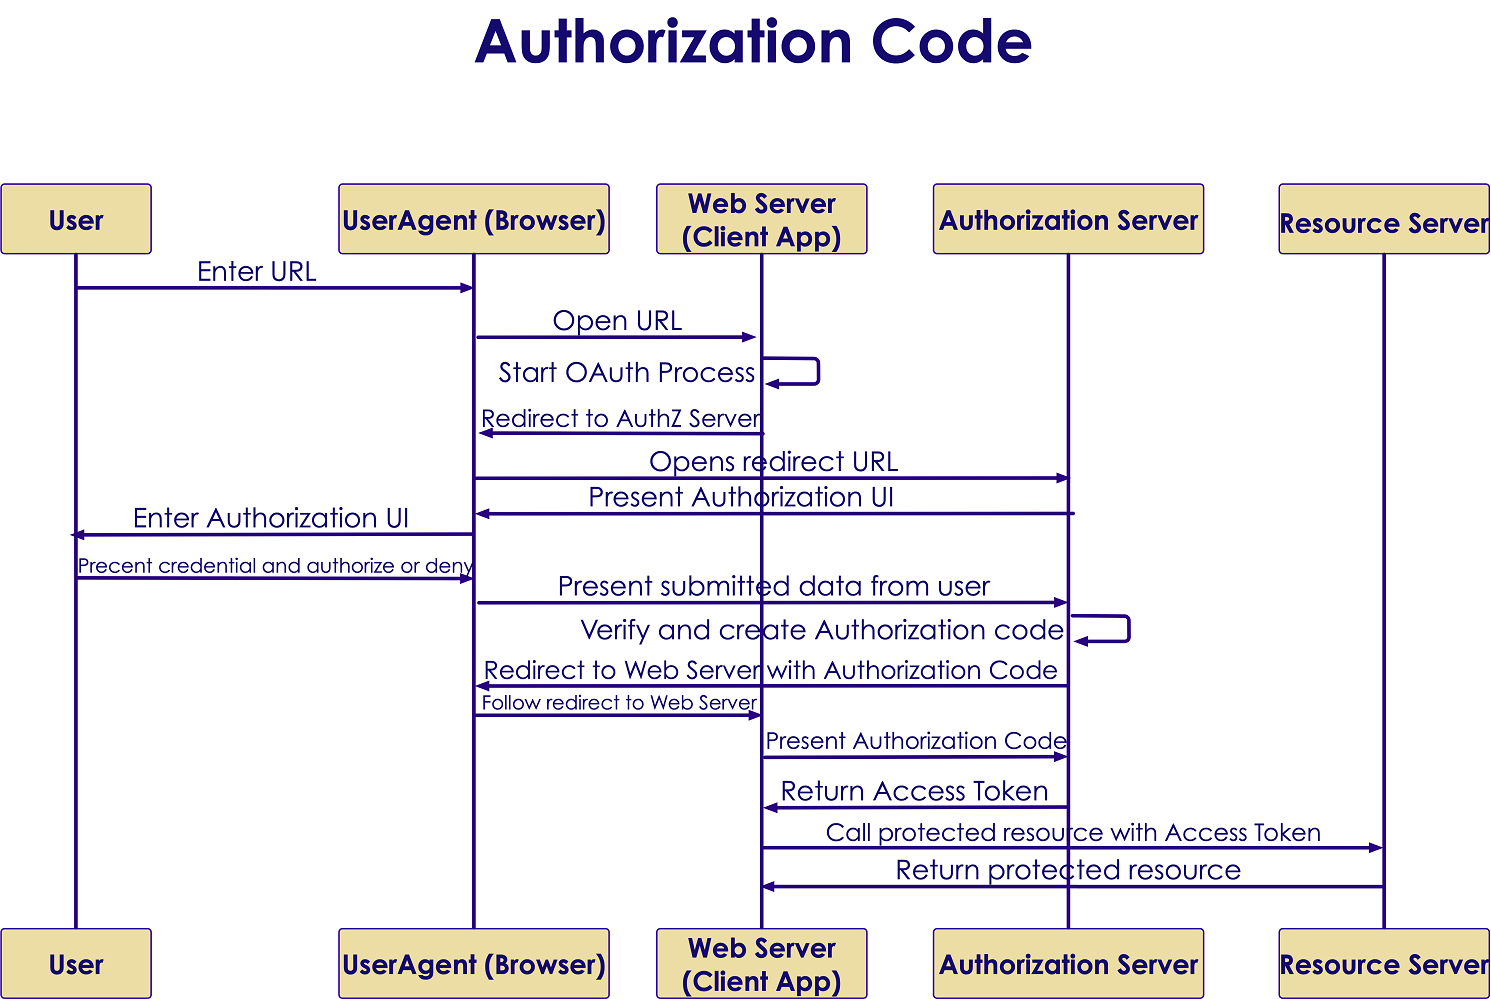 Authorization Code
User
UserAgent (Browser)
Web Server
(Client App)
Authorization Server
Resource Server
Enter URL
Open URL
Start OAuth Process
Redirect to AuthZ Server
Opens redirect URL
Present Authorization UI
Enter Authorization UI
Precent credential and authorize or deny
Present submitted data from user
Verify and create Authorization code
Redirect to Web Server with Authorization Code
Follow redirect to Web Server
Present Authorization Code
Return Access Token
Call protected resource with Access Token
Return protected resource
User
UserAgent (Browser)
Web Server
(Client App)
Authorization Server
Resource Server